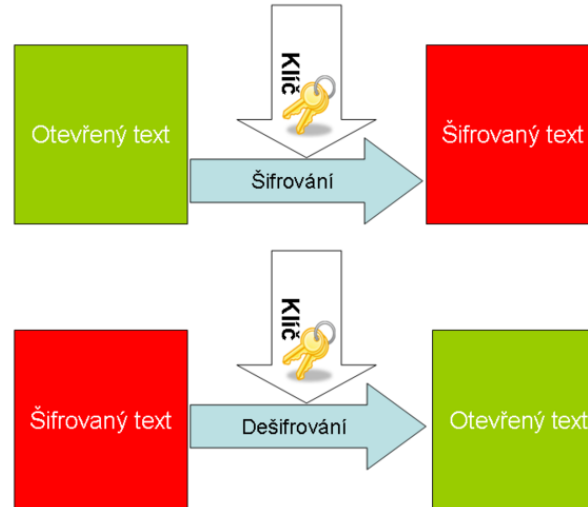 Klíč
Otevřený text
Šifrování
Šifrovaný text
Klíč
Šifrovaný text
Dešifrování
Otevřený text